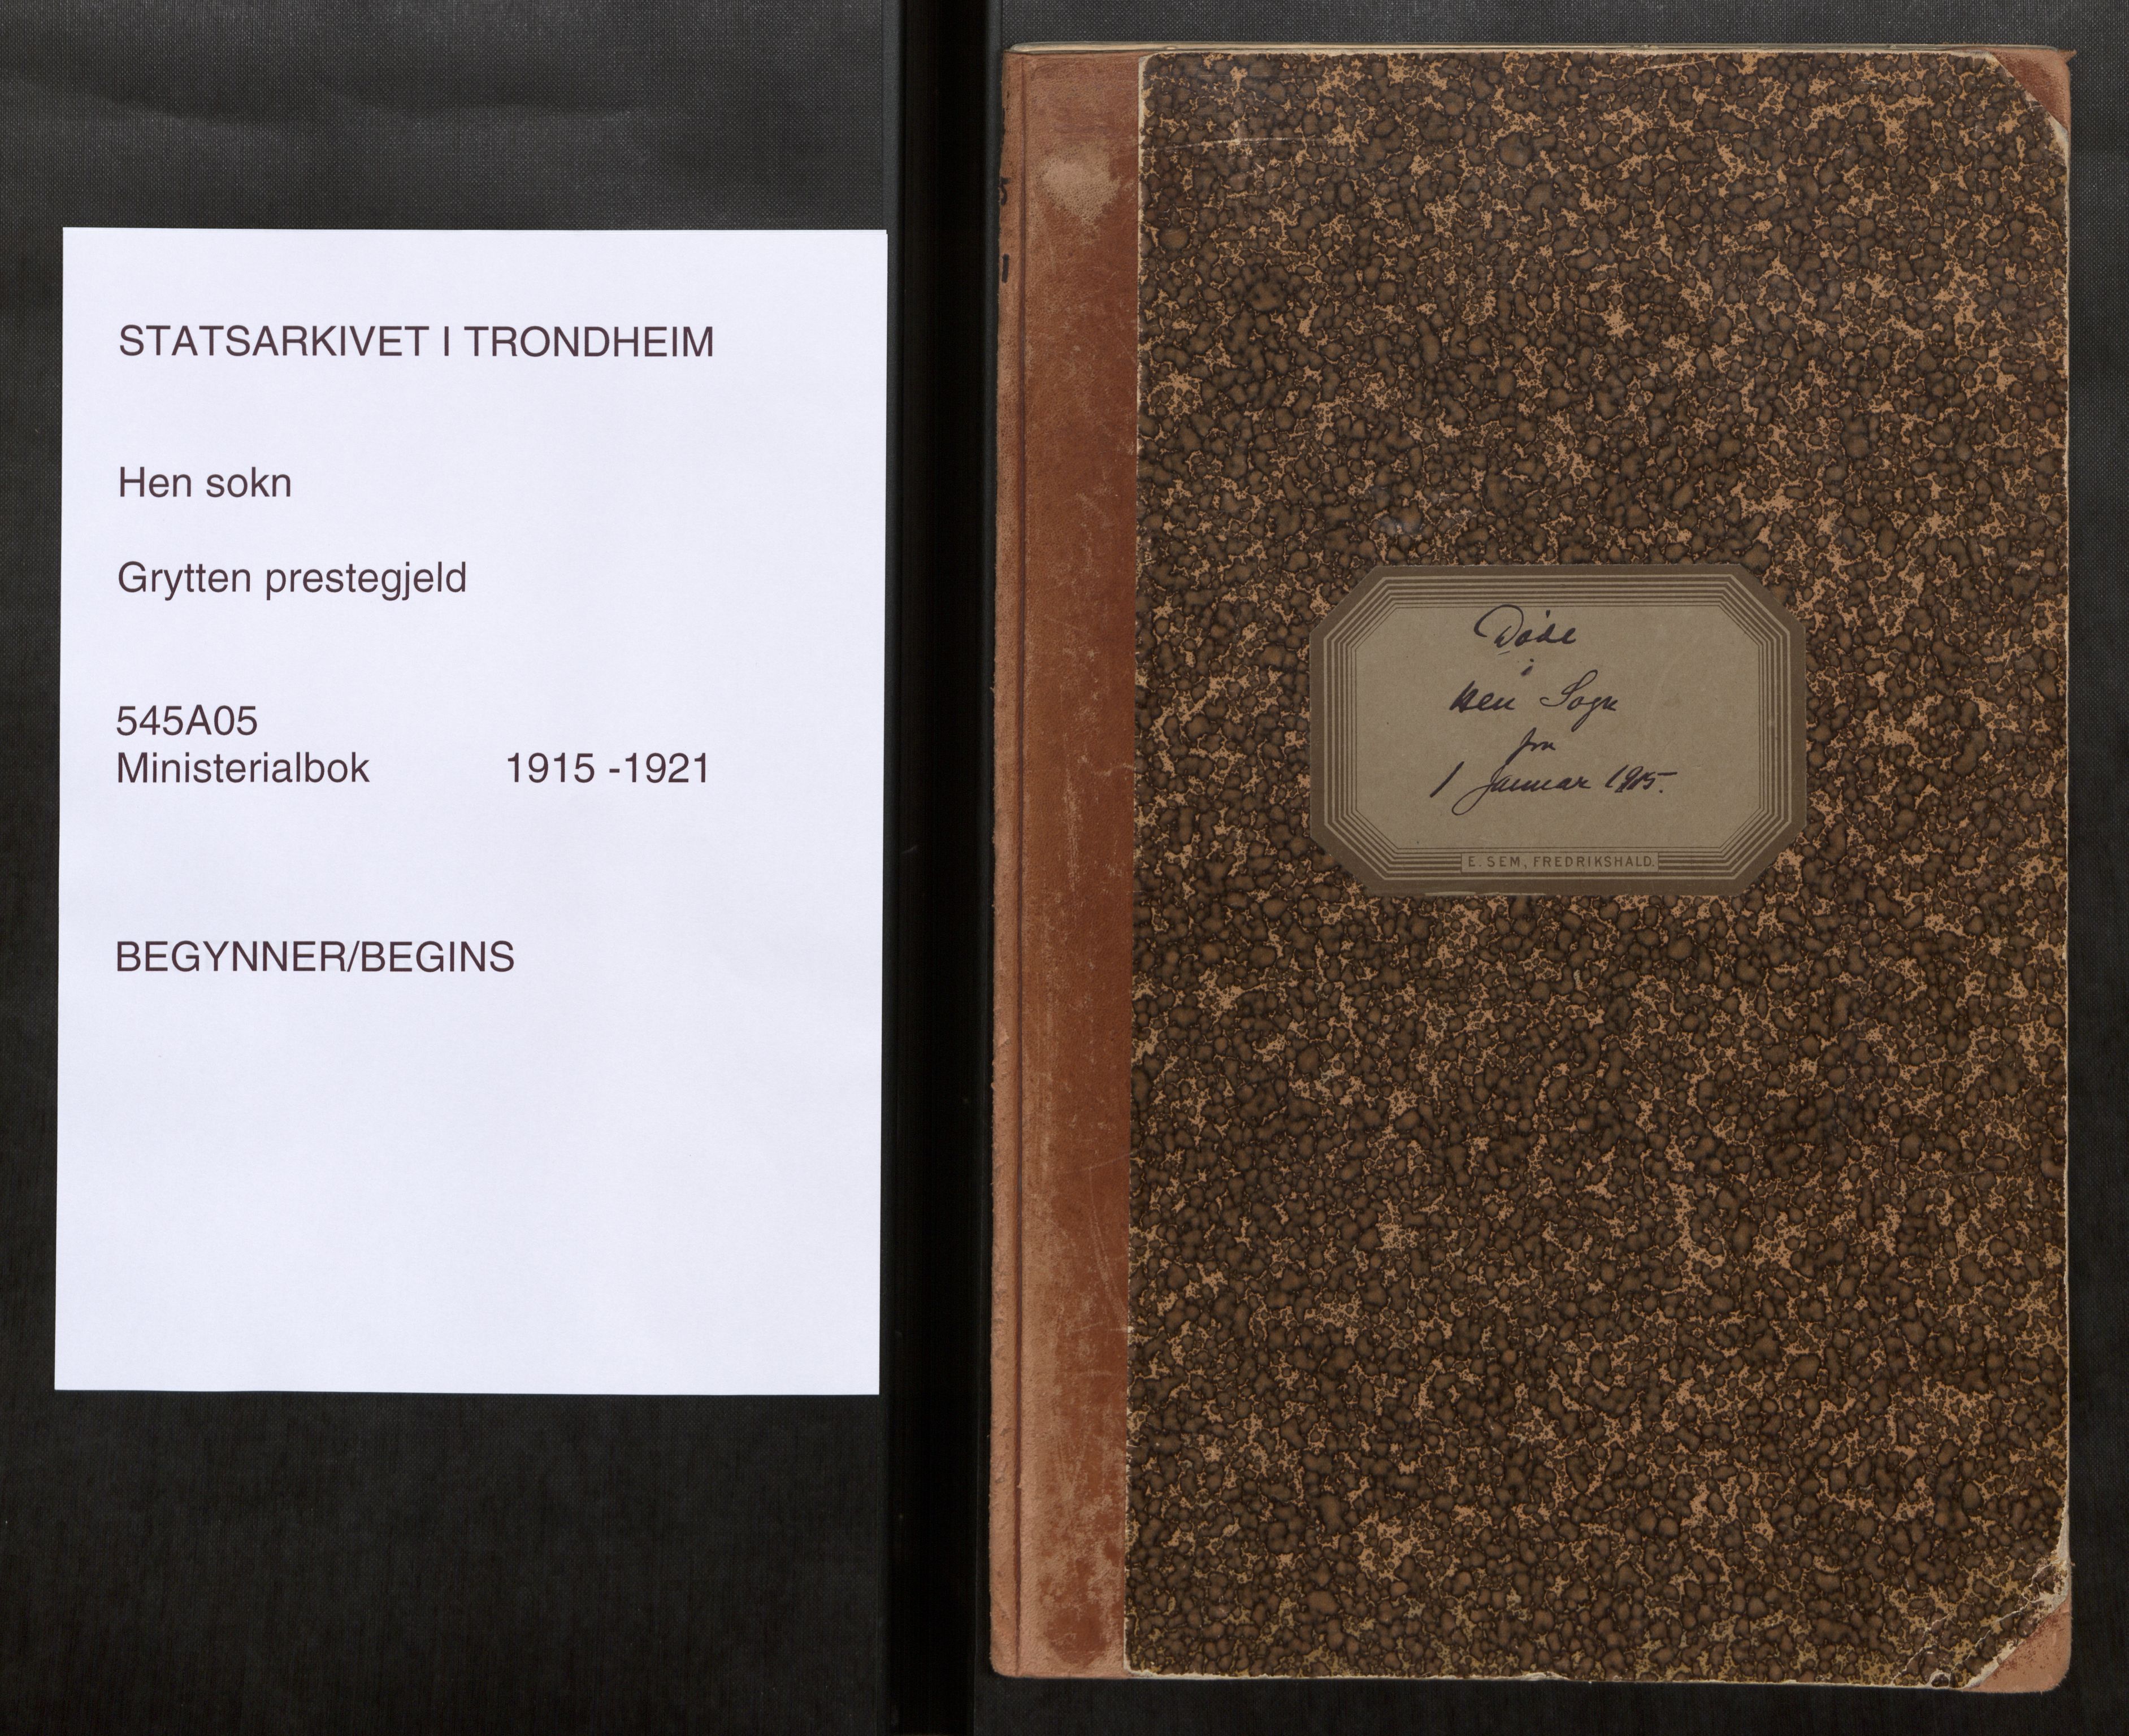 STATSARKIVET I TRONDHEIM
Hen sokn
Grytten prestegjeld
545A05
Ministerialbok 1915 -1921
BEGYNNER/BEGINS
Døde
i
Hen Sogn
fra
1 Januar 1915.
E. SEM, FREDRIKSHALD.